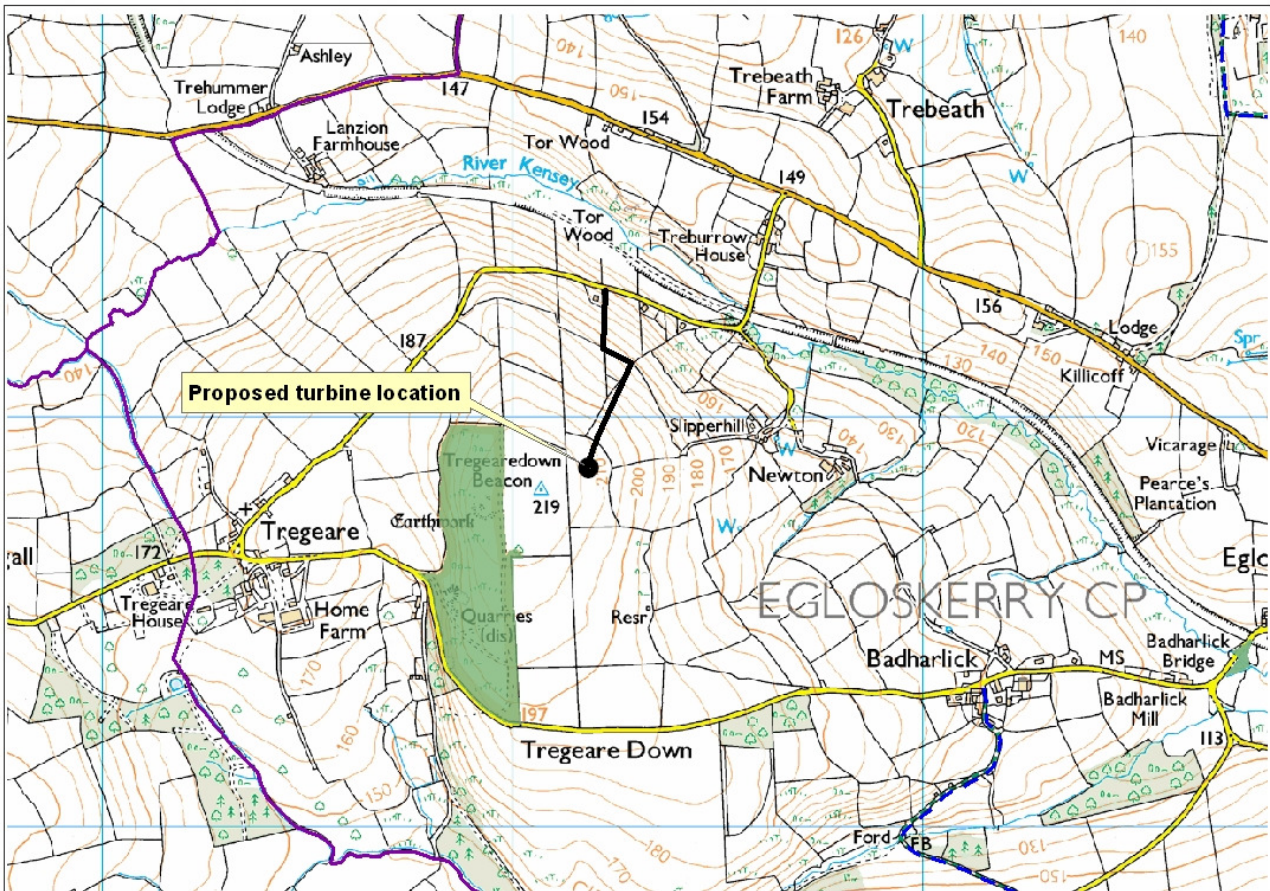 Ashley
140
126
W
140
Trehummer
Lodge
147
150
Trebeath
Farm
Trebeath
Lanzion
Farmhouse
154
Tor Wood
River Kensey
W
149
Tor
Wood
Treburrow
House
155
156
187
Lodge
Spr
130
140
150
Killicoff
140
Proposed turbine location
160
Slipperhill
140
130
120
Vicarage
W
Tregearedown
Beacon
200
190
180
170
Newton
Pearce's
Plantation
219
Earthwork
W
Tregeare
172
gall
Eglo
EGLOSKERRY CP
Tregeare
House
Home
Farm
Quarries
(dis)
Resr
Badharlick
MS
Badharlick
Bridge
170
197
Badharlick
Mill
160
Tregeare Down
113
150
Ford
FB
180
170
130
150